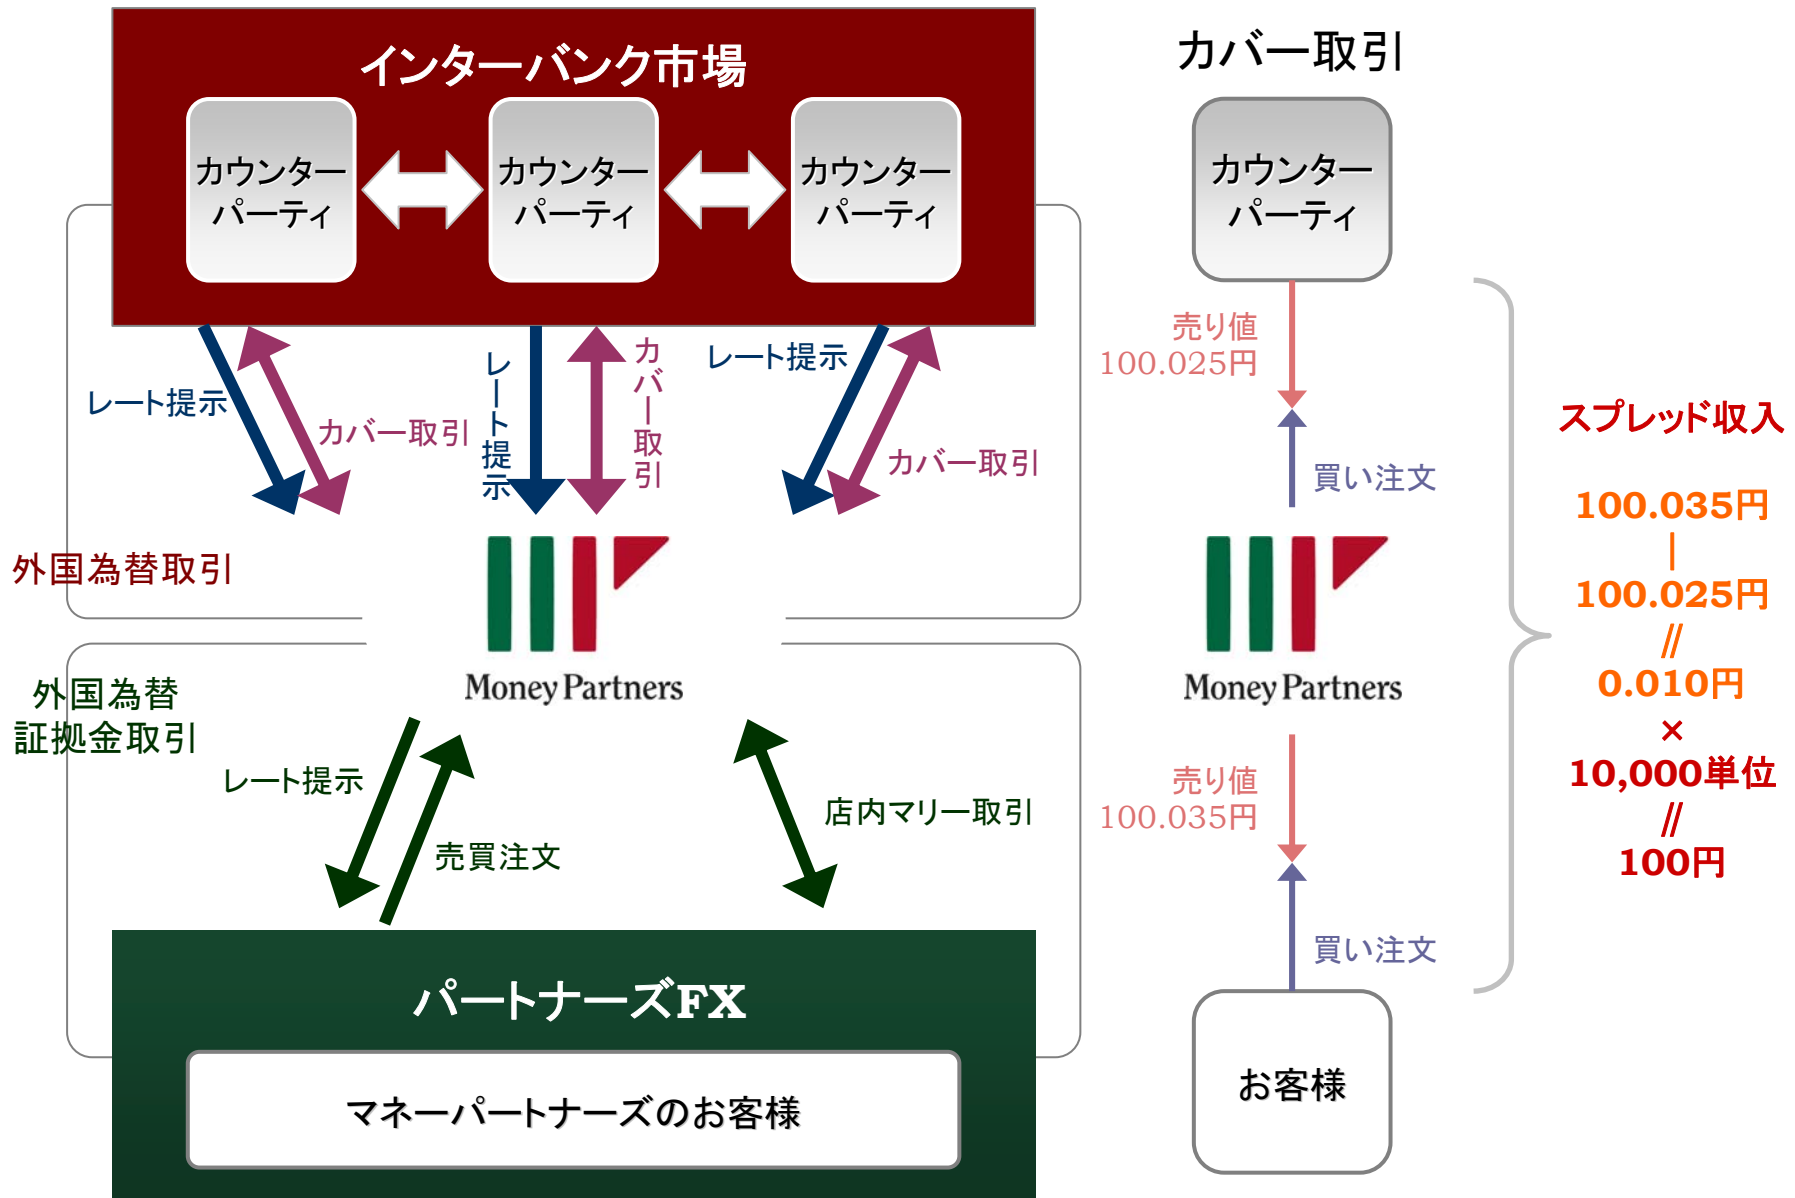 インターバンク市場
カウンター
パーティ
カウンター
パーティ
カウンター
パーティ
レート提示
カバー取引
レート提示
カバー取引
レート提示
カバー取引
外国為替取引
Money Partners
外国為替
証拠金取引
レート提示
売買注文
店内マリー取引
パートナーズFX
マネーパートナーズのお客様
カバー取引
カウンター
パーティ
売り値
100.025円
買い注文
Money Partners
売り値
100.035円
買い注文
お客様
スプレッド収入
100.035円
|
100.025円
//
0.010円
×
10,000単位
//
100円